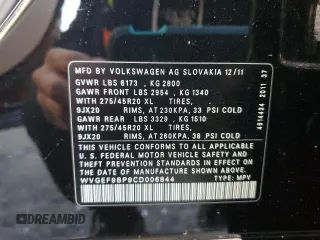 MFD. BY VOLKSWAGEN AG SLOVAKIA 12/11
GVWR LBS 6173 , KG 2800
GAWR FRONT LBS 2954 , KG 1340
WITH 275/45R20 XL TIRES,
9JX20 RIMS, AT 230KPA, 33 PSI COLD
GAWR REAR LBS 3329 , KG 1510
WITH 275/45R20 XL TIRES,
9JX20 RIMS, AT 260KPA, 38 PSI COLD
THIS VEHICLE CONFORMS TO ALL APPLICABLE
FEDERAL MOTOR VEHICLE SAFETY AND
THEFT PREVENTION STANDARDS IN EFFECT ON
THE DATE OF MANUFACTURE SHOWN ABOVE.
WVGEF9BP9CD006844 TYPE: MPV
4914434 2011 37
DREAMBID